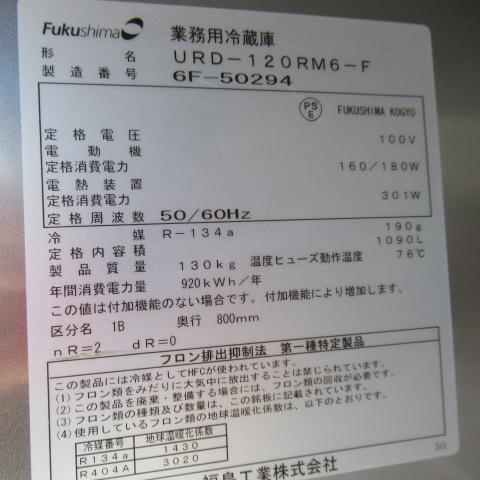 Fukushima 業務用冷蔵庫
形名 URD-120RM6-F
製造番号 6F-50294
PSE FUKUSHIMA KOGYO
定格電圧 100V
電動機
定格消費電力 160/180W
電熱装置
定格消費電力 301W
定格周波数 50/60Hz
冷媒 R-134a 190g
定格内容積 1090L
製品質量 130kg 温度ヒューズ動作温度 76℃
年間消費電力量 920kWh/年
この値は付加機能のない場合です。付加機能により増加します。
区分名 1B 奥行 800mm
nR=2 dR=0
フロン排出抑制法 第一種特定製品
この製品には冷媒としてHFCが使われています。
(1)フロン類をみだりに大気中に放出することは禁じられています。
(2)この製品を廃棄・整備する場合には、フロン類の回収が必要です。
(3)フロン類の種類及び数量は、この銘板に記載されています。
(4)使用しているフロン類の地球温暖化係数は、以下のとおりです。
冷媒番号 地球温暖化係数
R134a 1430
R404A 3020
福島工業株式会社